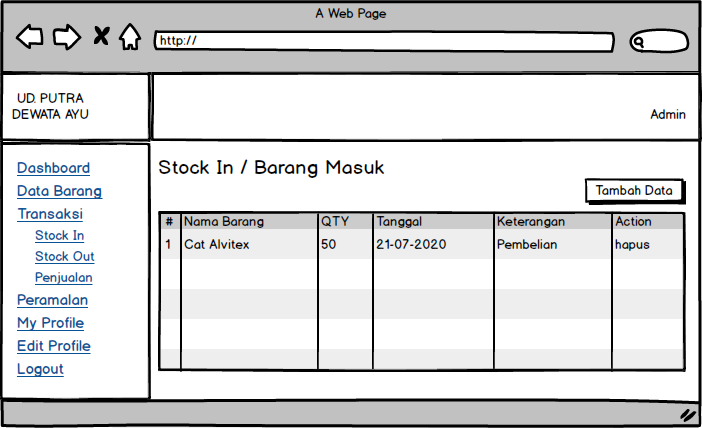 A Web Page
http://
UD. PUTRA
DEWATA AYU
Admin
Dashboard
Data Barang
Transaksi
Stock In
Stock Out
Penjualan
Peramalan
My Profile
Edit Profile
Logout
Stock In / Barang Masuk
Tambah Data
# Nama Barang QTY Tanggal Keterangan Action
1 Cat Alvitex 50 21-07-2020 Pembelian hapus